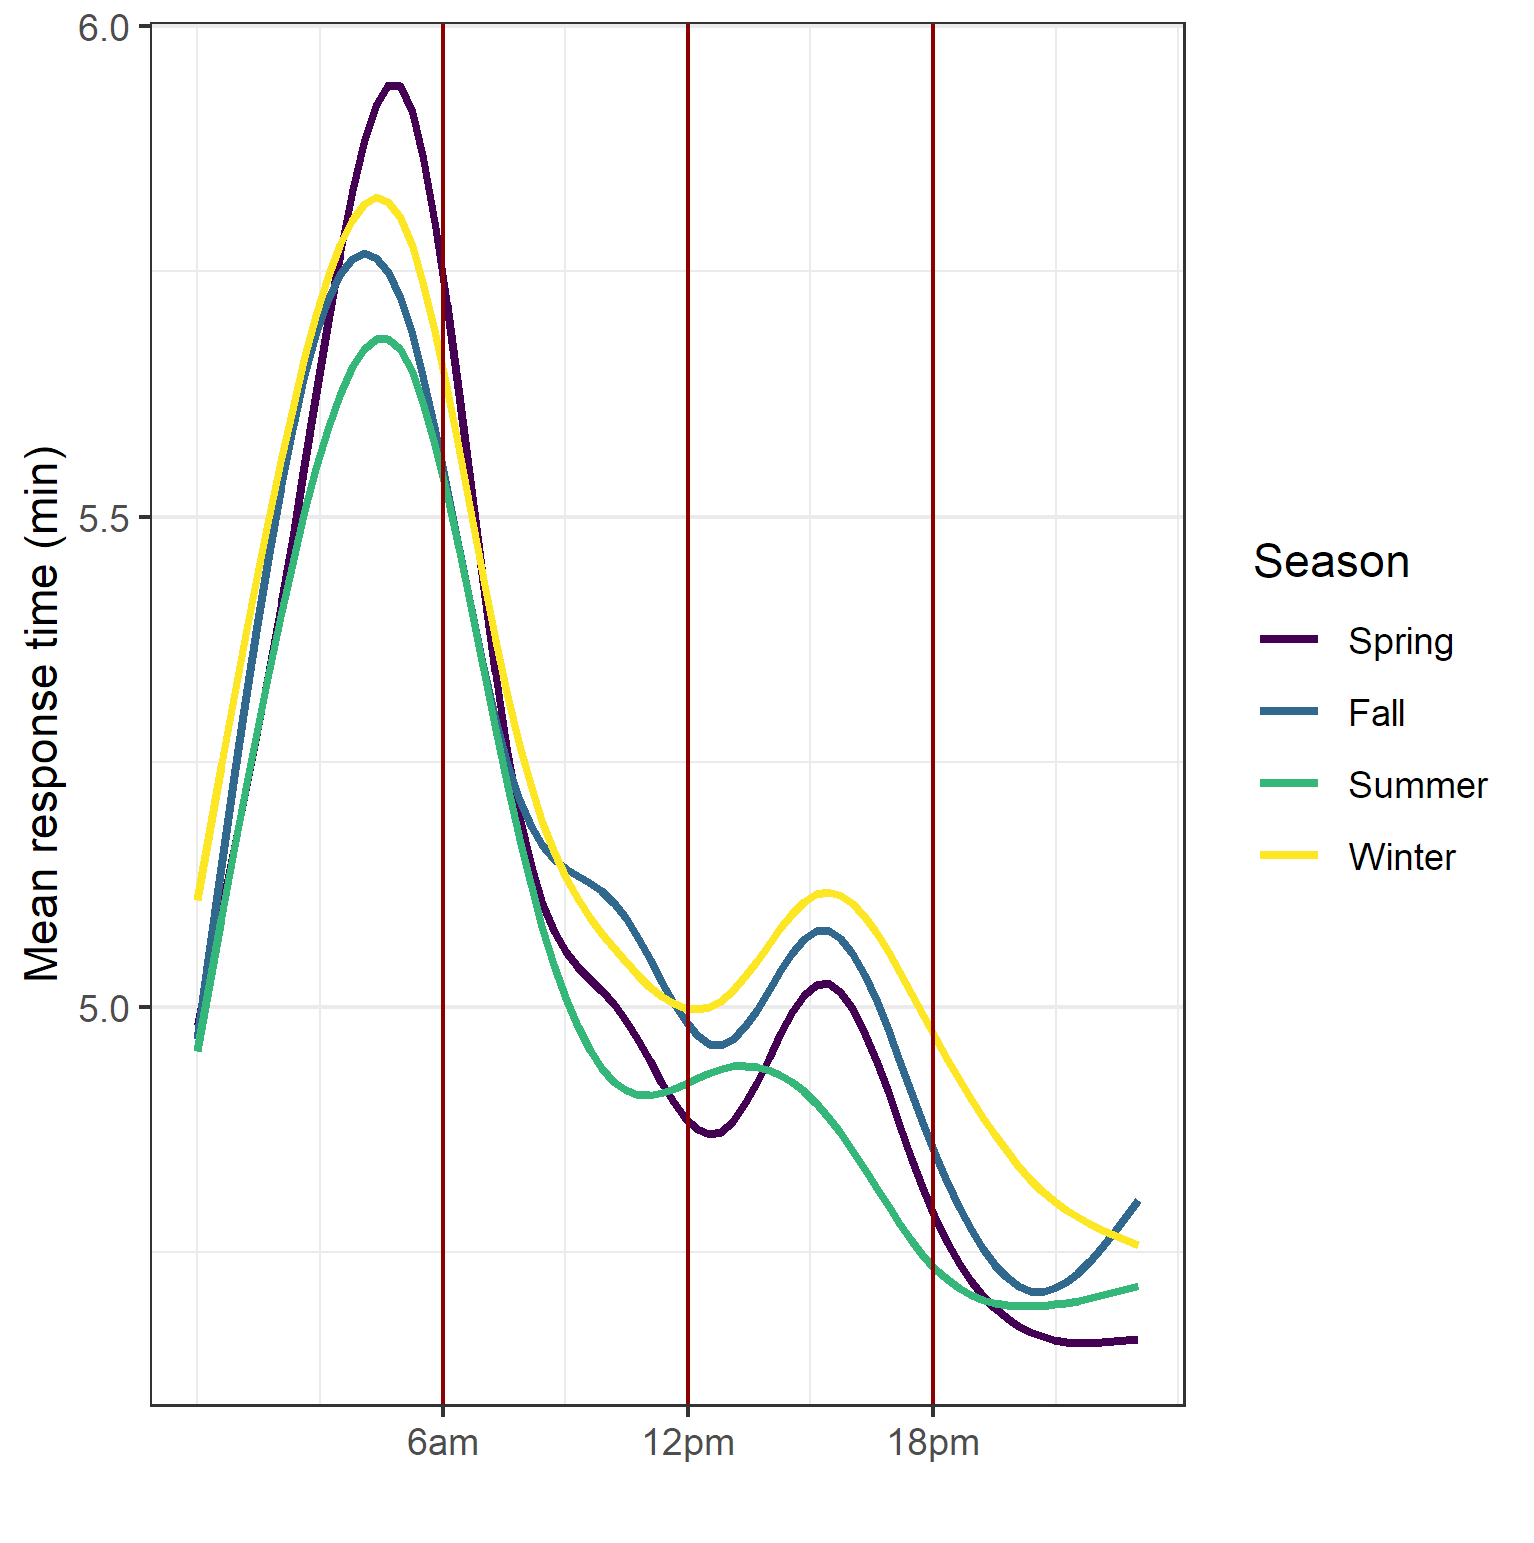 6.0
5.5
5.0
Mean response time (min)
6am
12pm
18pm
Season
Spring
Fall
Summer
Winter